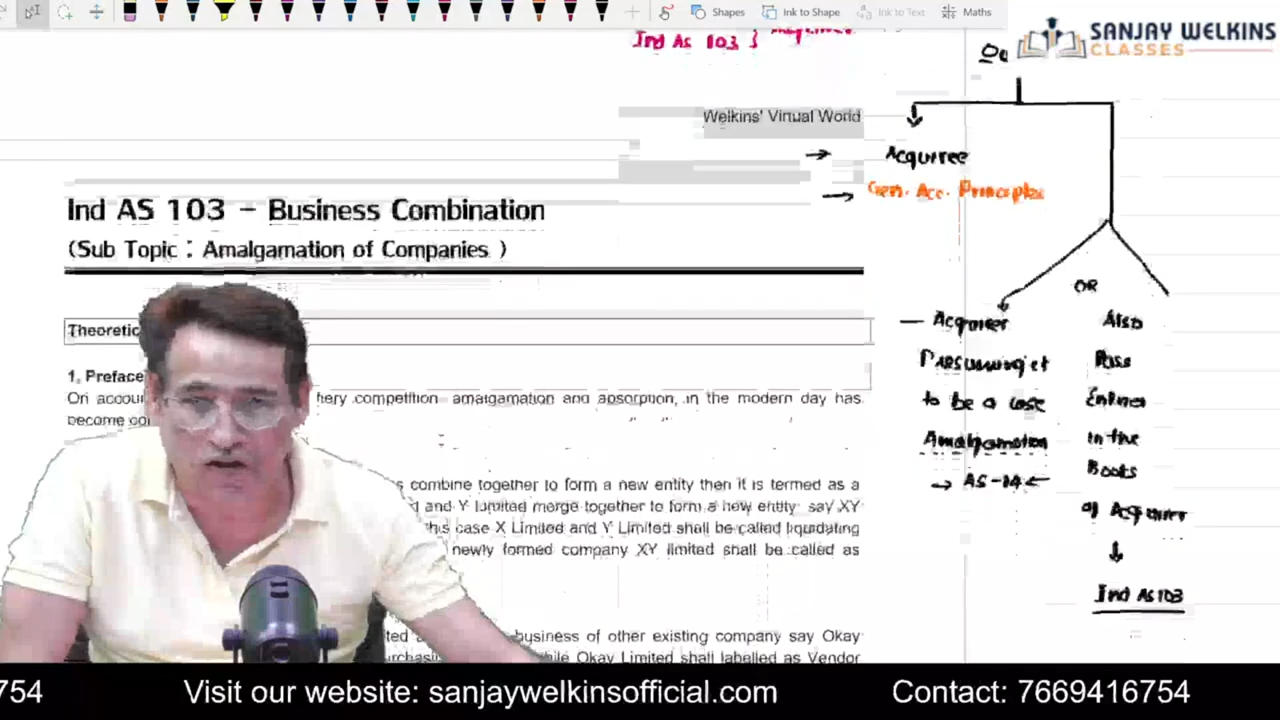 Shapes
Ink to Shape
Ink to Text
Maths
SANJAY WELKINS
CLASSES
Ind As 103 }
Welkins' Virtual World
→ Acquiree
→ Gen. Acc. Principles
Ind AS 103 – Business Combination
(Sub Topic : Amalgamation of Companies )
1. Preface
On
competition amalgamation and absorption, in the modern day has
become
combine together to form a new entity then it is termed as a
and Y Limited merge together to form a new entity say XY
this case X Limited and Y Limited shall be called liquidating
newly formed company XY limited shall be called as
business of other existing company say Okay
Okay Limited shall labelled as Vendor
OR
— Acquirer
to be a case
Amalgamation
→ AS-14 ←
Also
Pass
Entries
in the
Books
of Acquirer
↓
Ind As 103
754
Visit our website: sanjaywelkinsofficial.com
Contact: 7669416754